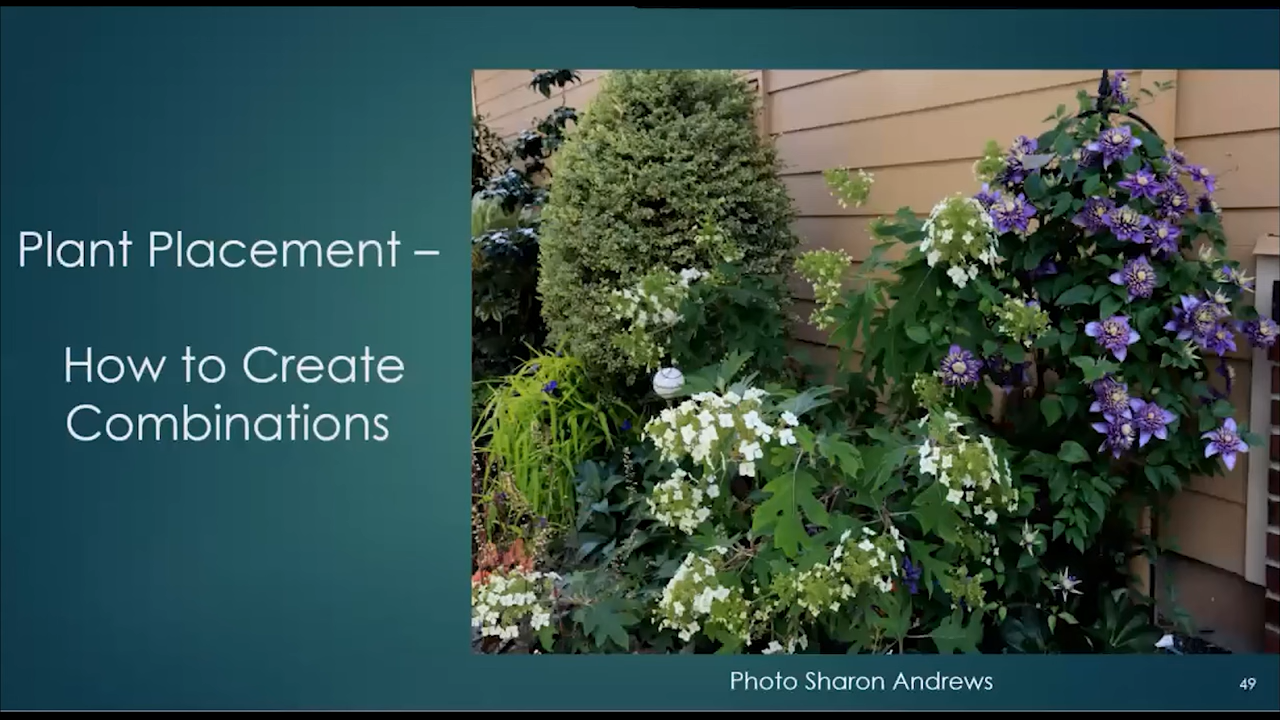 Plant Placement –
How to Create
Combinations
Photo Sharon Andrews
49